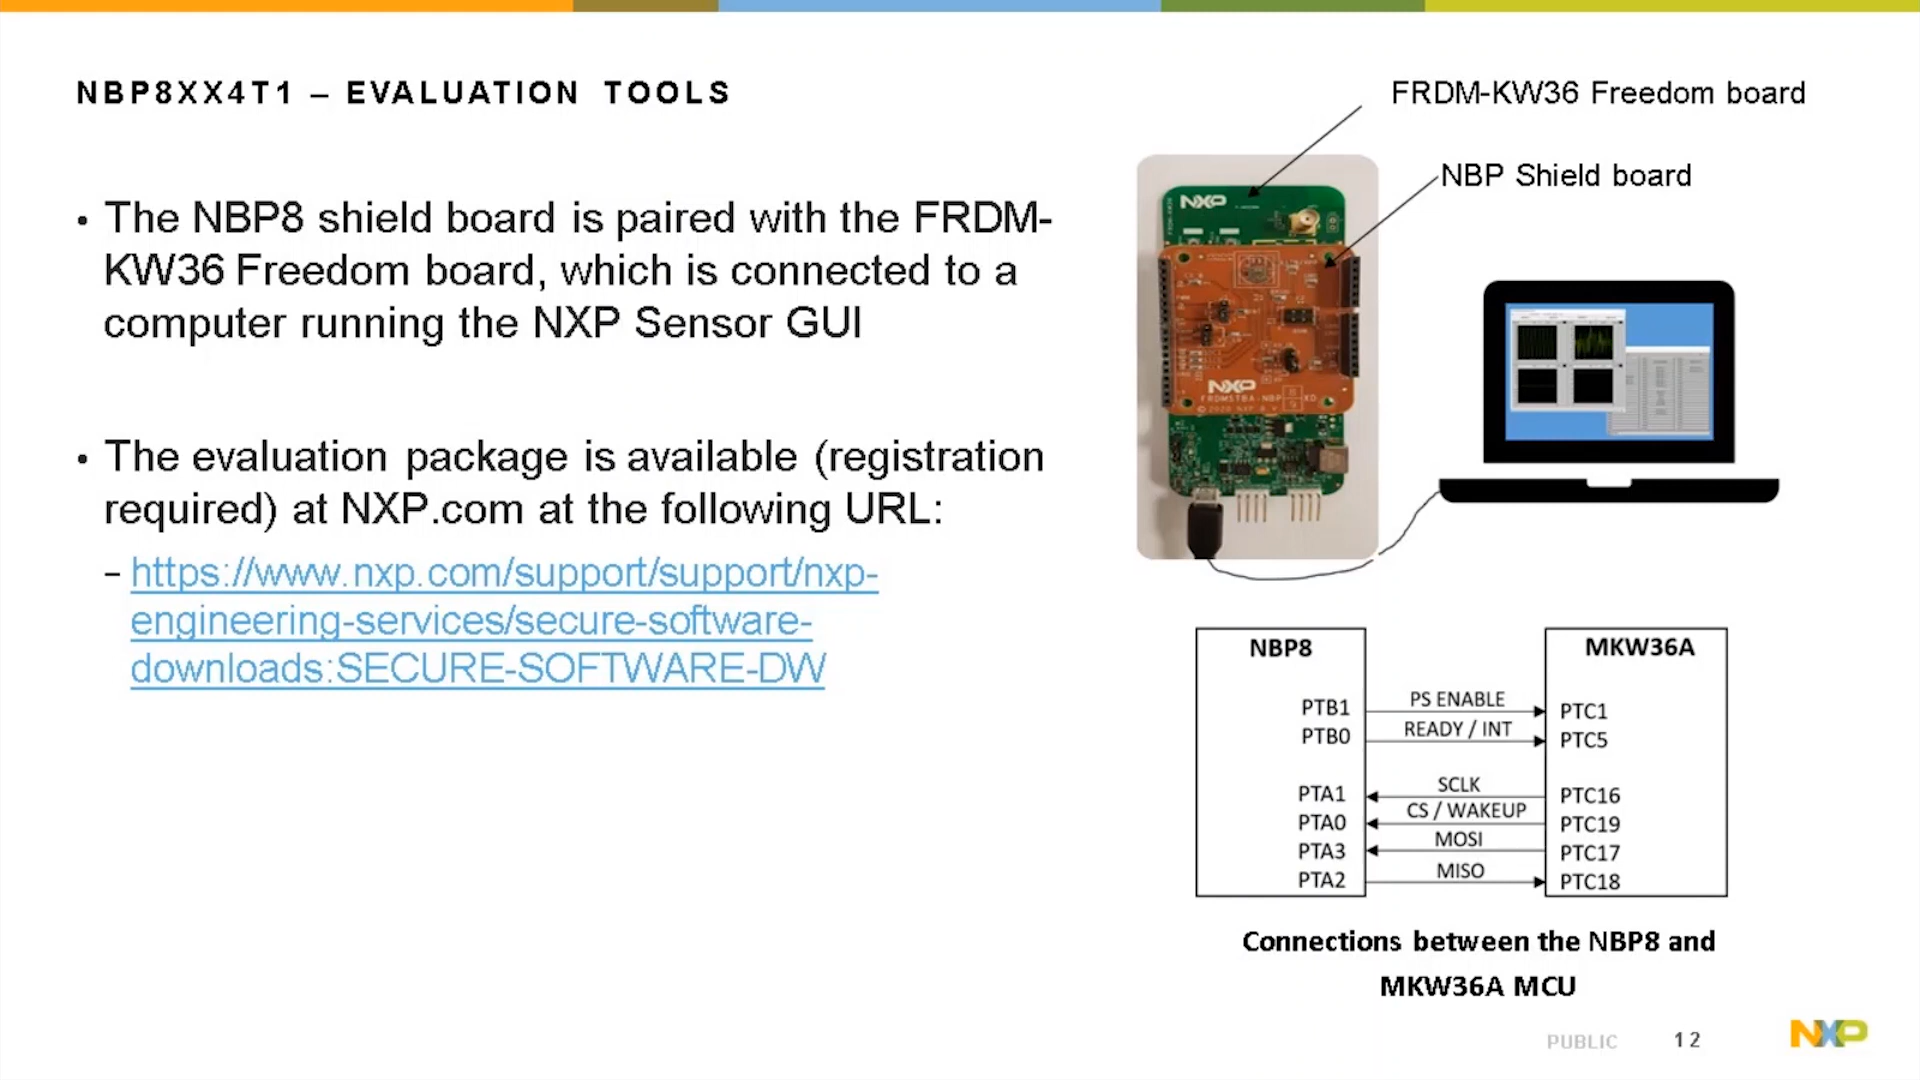 NBP8XX4T1 – EVALUATION TOOLS
• The NBP8 shield board is paired with the FRDM-
KW36 Freedom board, which is connected to a
computer running the NXP Sensor GUI
• The evaluation package is available (registration
required) at NXP.com at the following URL:
– https://www.nxp.com/support/support/nxp-
engineering-services/secure-software-
downloads:SECURE-SOFTWARE-DW
FRDM-KW36 Freedom board
NBP Shield board
NXP
NXP
FRDMSTBA-NBP
NBP8
MKW36A
PTB1 PS ENABLE PTC1
PTB0 READY / INT PTC5
PTA1 SCLK PTC16
PTA0 CS / WAKEUP PTC19
PTA3 MOSI PTC17
PTA2 MISO PTC18
Connections between the NBP8 and
MKW36A MCU
PUBLIC 12 NXP